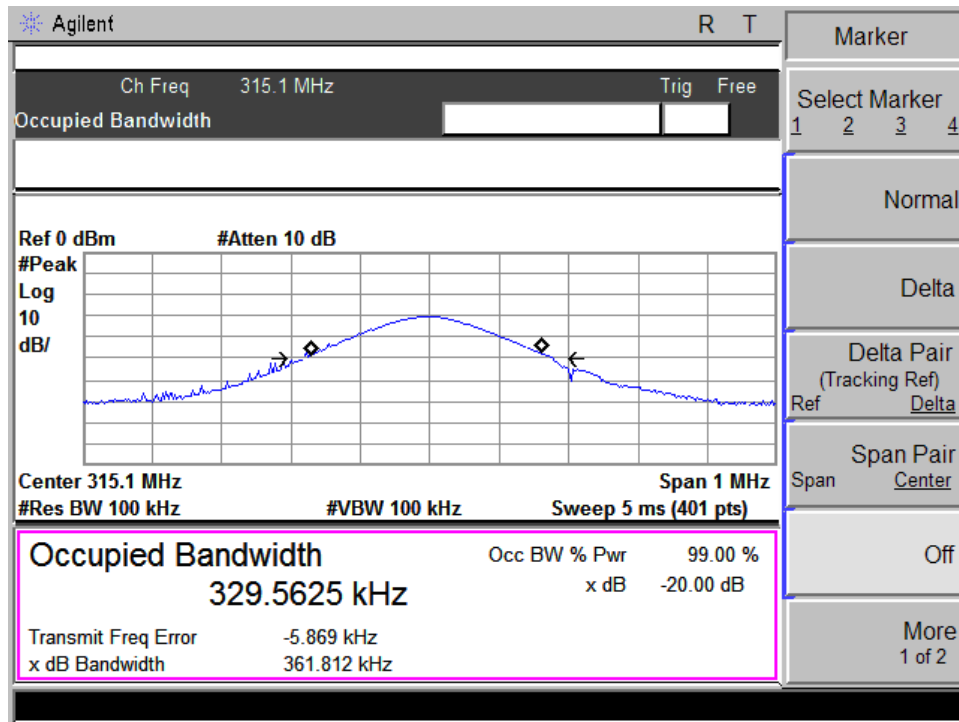 Agilent R T
Ch Freq 315.1 MHz Trig Free
Occupied Bandwidth
Ref 0 dBm #Atten 10 dB
#Peak
Log
10
dB/
Center 315.1 MHz Span 1 MHz
#Res BW 100 kHz #VBW 100 kHz Sweep 5 ms (401 pts)
Occupied Bandwidth Occ BW % Pwr 99.00 %
329.5625 kHz x dB -20.00 dB
Transmit Freq Error -5.869 kHz
x dB Bandwidth 361.812 kHz
Marker
Select Marker
1 2 3 4
Normal
Delta
Delta Pair
(Tracking Ref)
Ref Delta
Span Pair
Span Center
Off
More
1 of 2